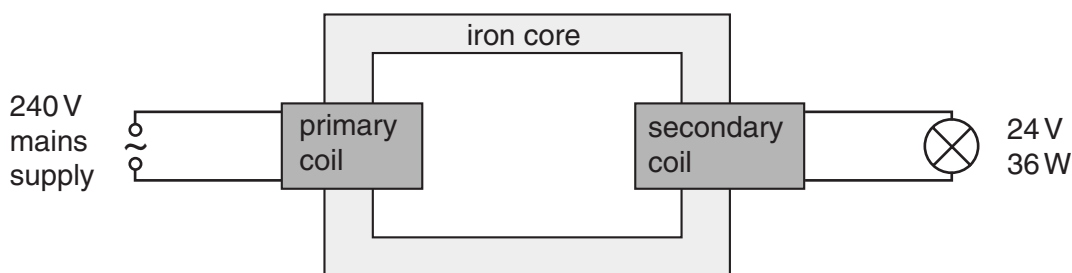 iron core
240 V
mains
supply
~
primary
coil
secondary
coil
24 V
36 W